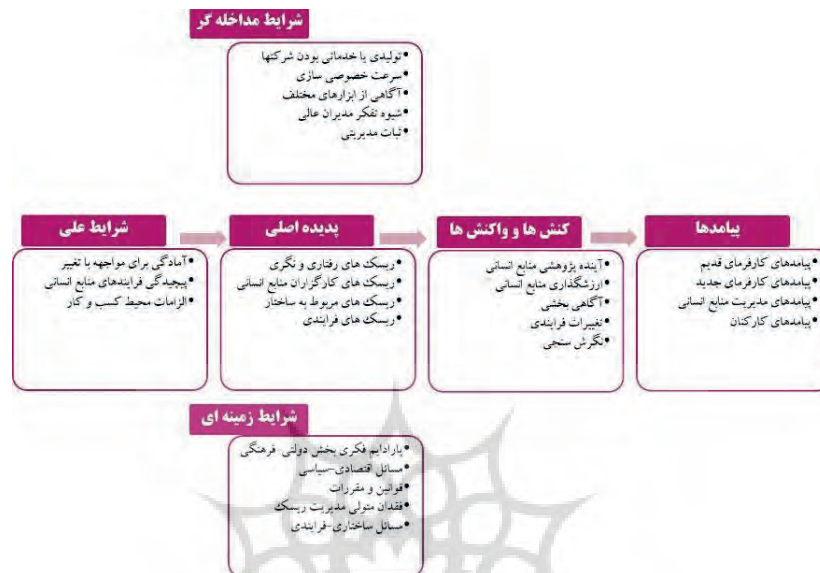 شرایط مداخله گر
•تولیدی یا خدماتی بودن شرکتها
•سرعت خصوصی سازی
•آگاهی از ابزارهای مختلف
•شیوه تفکر مدیران عالی
•ثبات مدیریتی
شرایط علی
•آمادگی برای مواجهه با تغییر
•پیچیدگی فرایندهای منابع انسانی
•الزامات محیط کسب و کار
پدیده اصلی
•ریسک های رفتاری و نگری
•ریسک های کارگزاران منابع انسانی
•ریسک های مربوط به ساختار
•ریسک های فرایندی
کنش ها و واکنش ها
•آینده پژوهشی منابع انسانی
•ارزشگذاری منابع انسانی
•آگاهی بخشی
•تغییرات فرایندی
•نگرش سنجی
پیامدها
•پیامدهای کارفرمای قدیم
•پیامدهای کارفرمای جدید
•پیامدهای مدیریت منابع انسانی
•پیامدهای کارکنان
شرایط زمینه ای
•پارادایم فکری بخش دولتی-فرهنگی
•مسائل اقتصادی-سیاسی
•قوانین و مقررات
•فقدان متولی مدیریت ریسک
•مسائل ساختاری-فرایندی